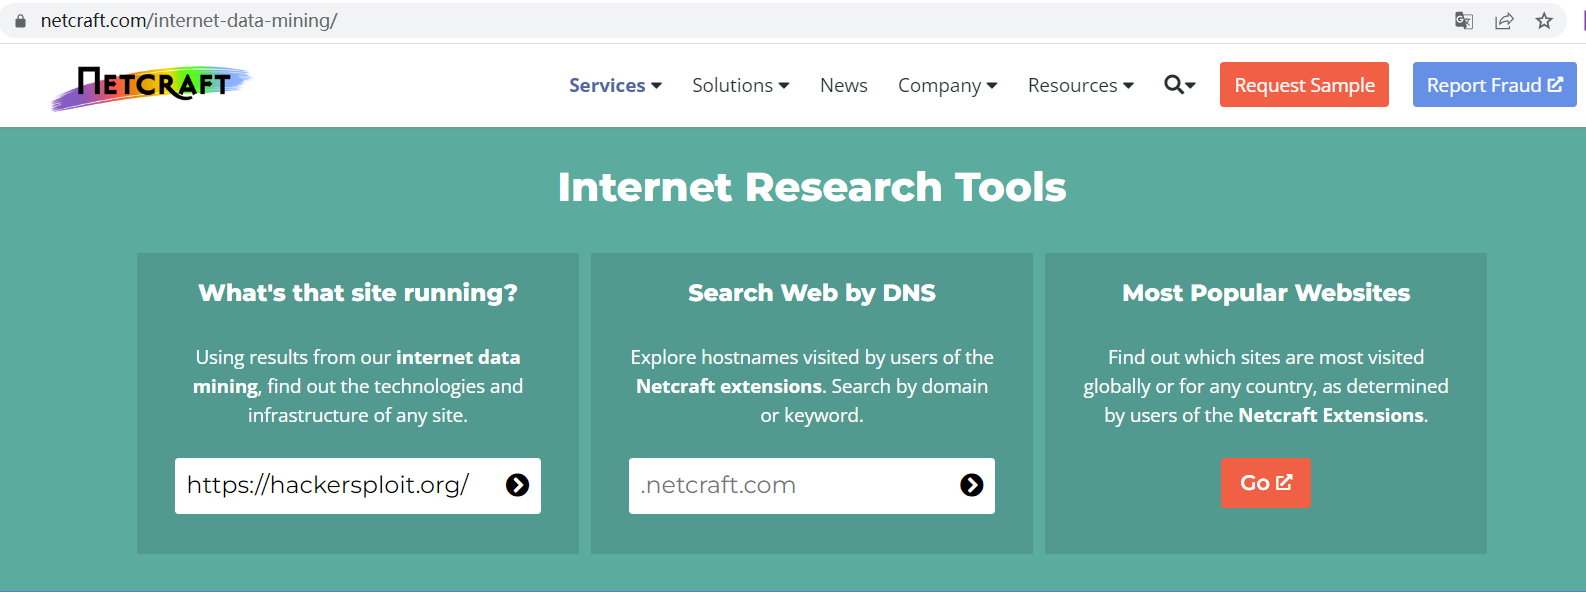 netcraft.com/internet-data-mining/
NETCRAFT
Services Solutions News Company Resources Request Sample Report Fraud
Internet Research Tools
What's that site running?
Using results from our internet data
mining, find out the technologies and
infrastructure of any site.
https://hackersploit.org/
Search Web by DNS
Explore hostnames visited by users of the
Netcraft extensions. Search by domain
or keyword.
.netcraft.com
Most Popular Websites
Find out which sites are most visited
globally or for any country, as determined
by users of the Netcraft Extensions.
Go